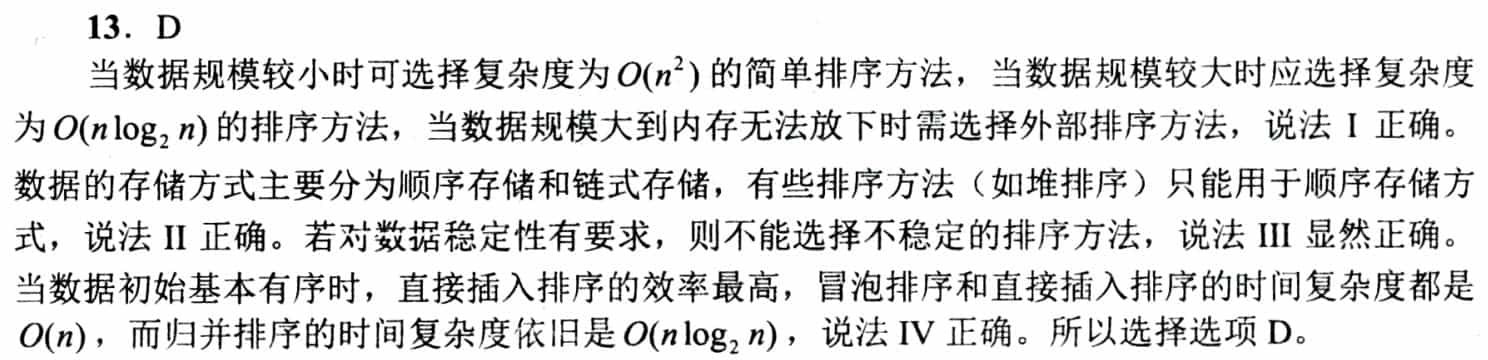 13. D
当数据规模较小时可选择复杂度为 O(n²) 的简单排序方法，当数据规模较大时应选择复杂度
为 O(n log₂ n) 的排序方法，当数据规模大到内存无法放下时需选择外部排序方法，说法 I 正确。
数据的存储方式主要分为顺序存储和链式存储，有些排序方法（如堆排序）只能用于顺序存储方
式，说法 II 正确。若对数据稳定性有要求，则不能选择不稳定的排序方法，说法 III 显然正确。
当数据初始基本有序时，直接插入排序的效率最高，冒泡排序和直接插入排序的时间复杂度都是
O(n)，而归并排序的时间复杂度依旧是 O(n log₂ n)，说法 IV 正确。所以选择选项 D。